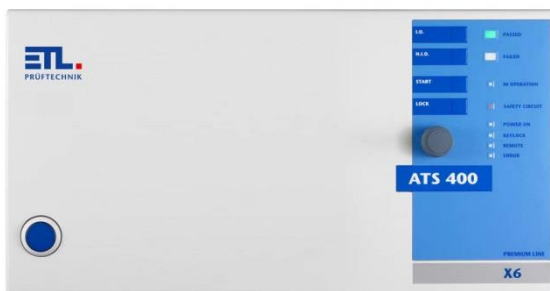 ETL.
PRÜFTECHNIK
I.O.
N.I.O.
START
LOCK
PASSED
FAILED
IN OPERATION
SAFETY CIRCUIT
POWER ON
KEYLOCK
REMOTE
ERROR
ATS 400
PREMIUM LINE
X6